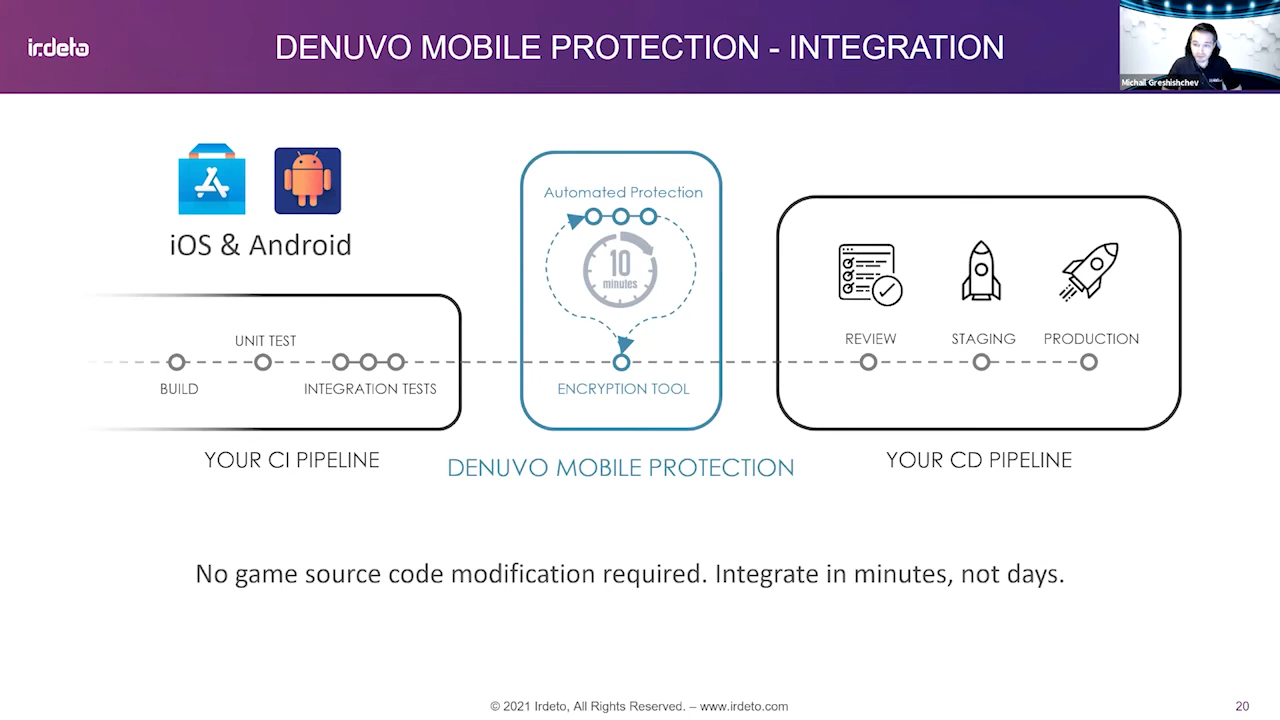 irdeto
DENUVO MOBILE PROTECTION - INTEGRATION
Michail Greshishchev
iOS & Android
Automated Protection
10
minutes
UNIT TEST
BUILD
INTEGRATION TESTS
ENCRYPTION TOOL
REVIEW
STAGING
PRODUCTION
YOUR CI PIPELINE
DENUVO MOBILE PROTECTION
YOUR CD PIPELINE
No game source code modification required. Integrate in minutes, not days.
© 2021 Irdeto, All Rights Reserved. – www.irdeto.com
20